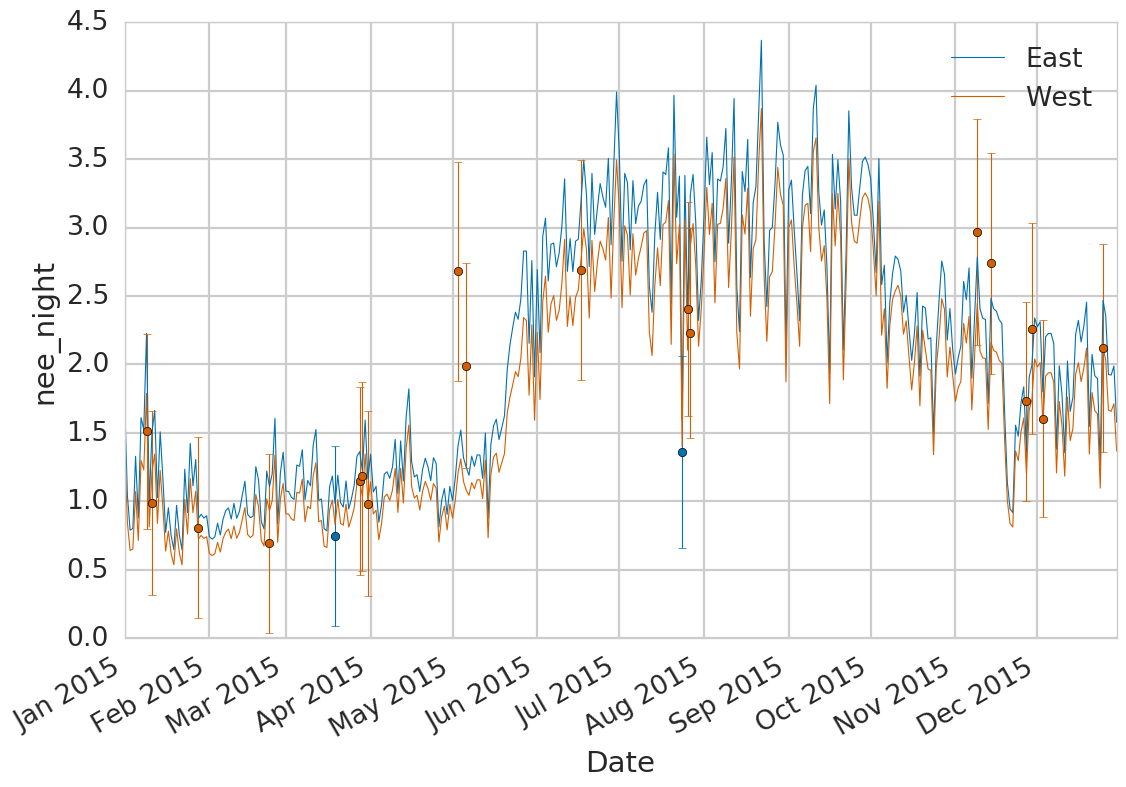 4.5
4.0
3.5
3.0
2.5
2.0
1.5
1.0
0.5
0.0
nee_night
East
West
Jan 2015
Feb 2015
Mar 2015
Apr 2015
May 2015
Jun 2015
Jul 2015
Aug 2015
Sep 2015
Oct 2015
Nov 2015
Dec 2015
Date